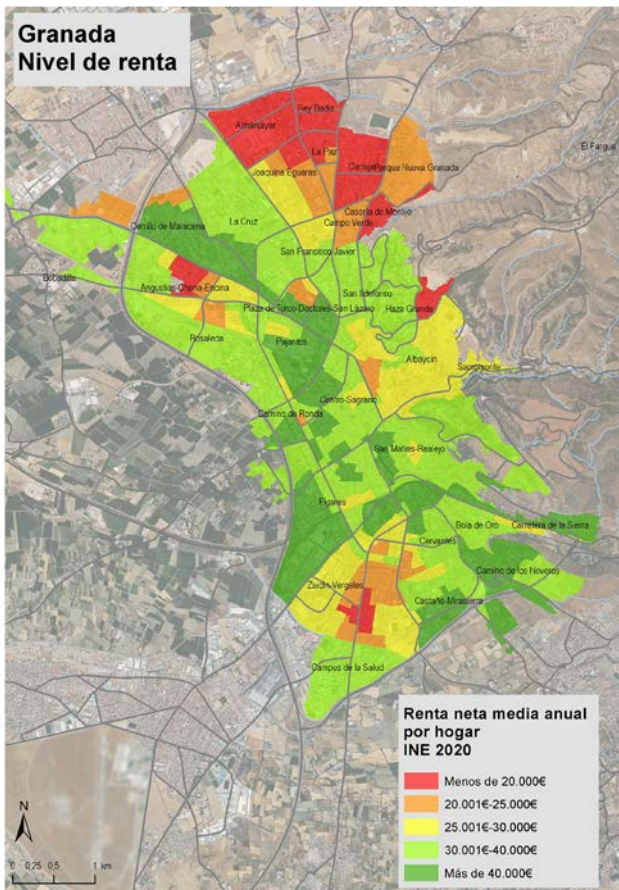 Granada
Nivel de renta
Rey Badis
Almanjáyar
La Paz
El Fargue
Cartuja
Parque Nueva Granada
Joaquina Eguaras
Casería de Montijo
Cerrillo de Maracena
La Cruz
Campo Verde
San Francisco Javier
Bobadilla
Angustias-Chana-Encina
San Ildefonso
Haza Grande
Plaza de Toros-Doctores-San Lázaro
Rosaleda
Pajaritos
Albaycín
Sacromonte
Centro-Sagrario
Camino de Ronda
San Matías-Realejo
Fígares
Bola de Oro
Carretera de la Sierra
Cervantes
Camino de los Neveros
Zaidín-Vergeles
Castaño-Mirasierra
Campus de la Salud
Renta neta media anual
por hogar
INE 2020
Menos de 20.000€
20.001€-25.000€
25.001€-30.000€
30.001€-40.000€
Más de 40.000€
N
0 0,25 0,5 1 km